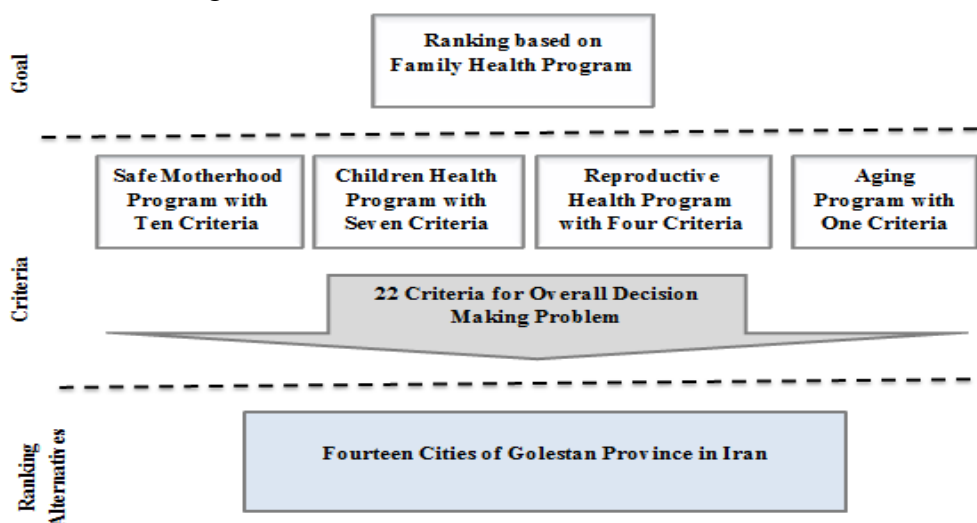 Goal
Ranking based on
Family Health Program
Criteria
Safe Motherhood
Program with
Ten Criteria
Children Health
Program with
Seven Criteria
Reproductive
Health Program
with Four Criteria
Aging
Program with
One Criteria
22 Criteria for Overall Decision
Making Problem
Ranking
Alternatives
Fourteen Cities of Golestan Province in Iran